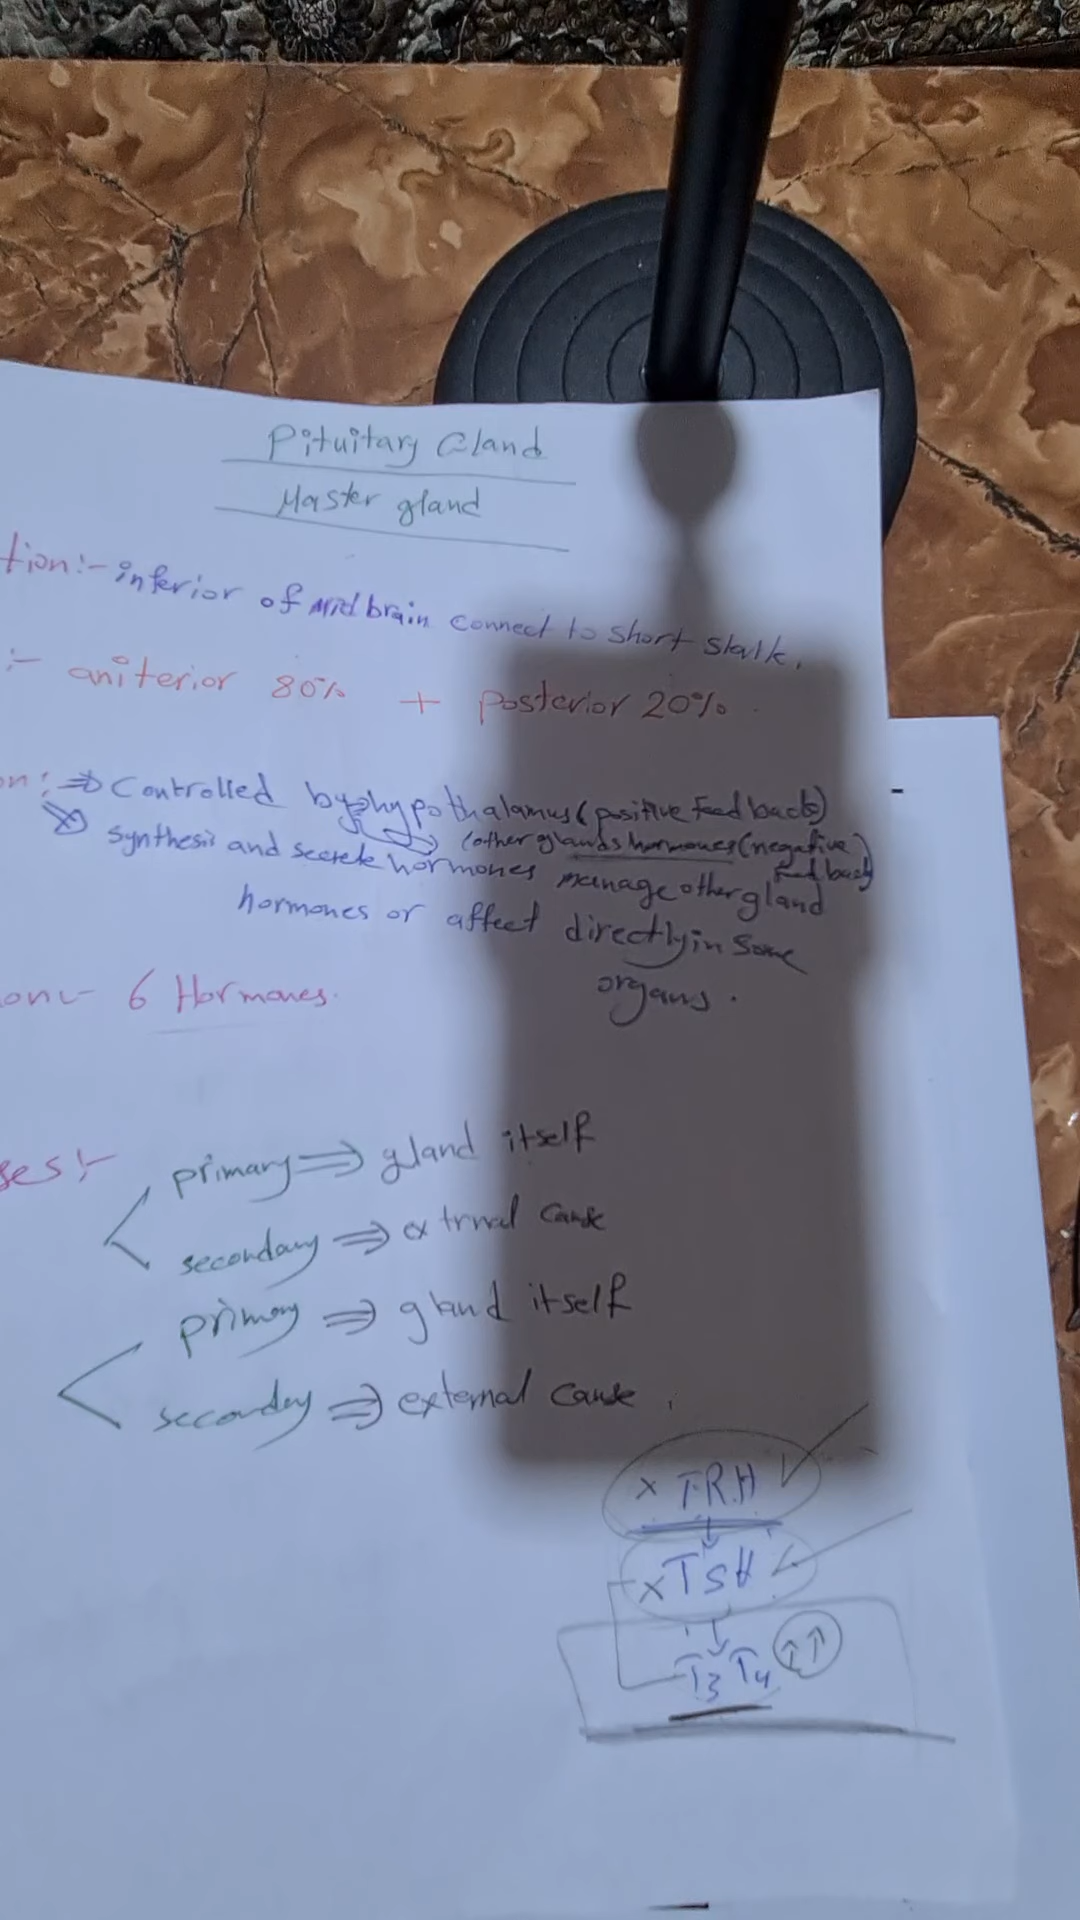 Pituitary Gland
Master gland
tion:- inferior of mid brain connect to short stalk.
:- aniterior 80% + posterior 20%
on: ⇒ Controlled by hypothalamus (positive feed back)
(other glands hormones (negative feed back)
synthesis and secrete hormones manage other gland
hormones or affect directly in some
organs.
6 Hormones.
ses:-
primary ⇒ gland itself
secondary ⇒ extrnal cause
primary ⇒ gland itself
secondey ⇒ external cause.
x TRH
x TSH
T3 T4 ↑↑